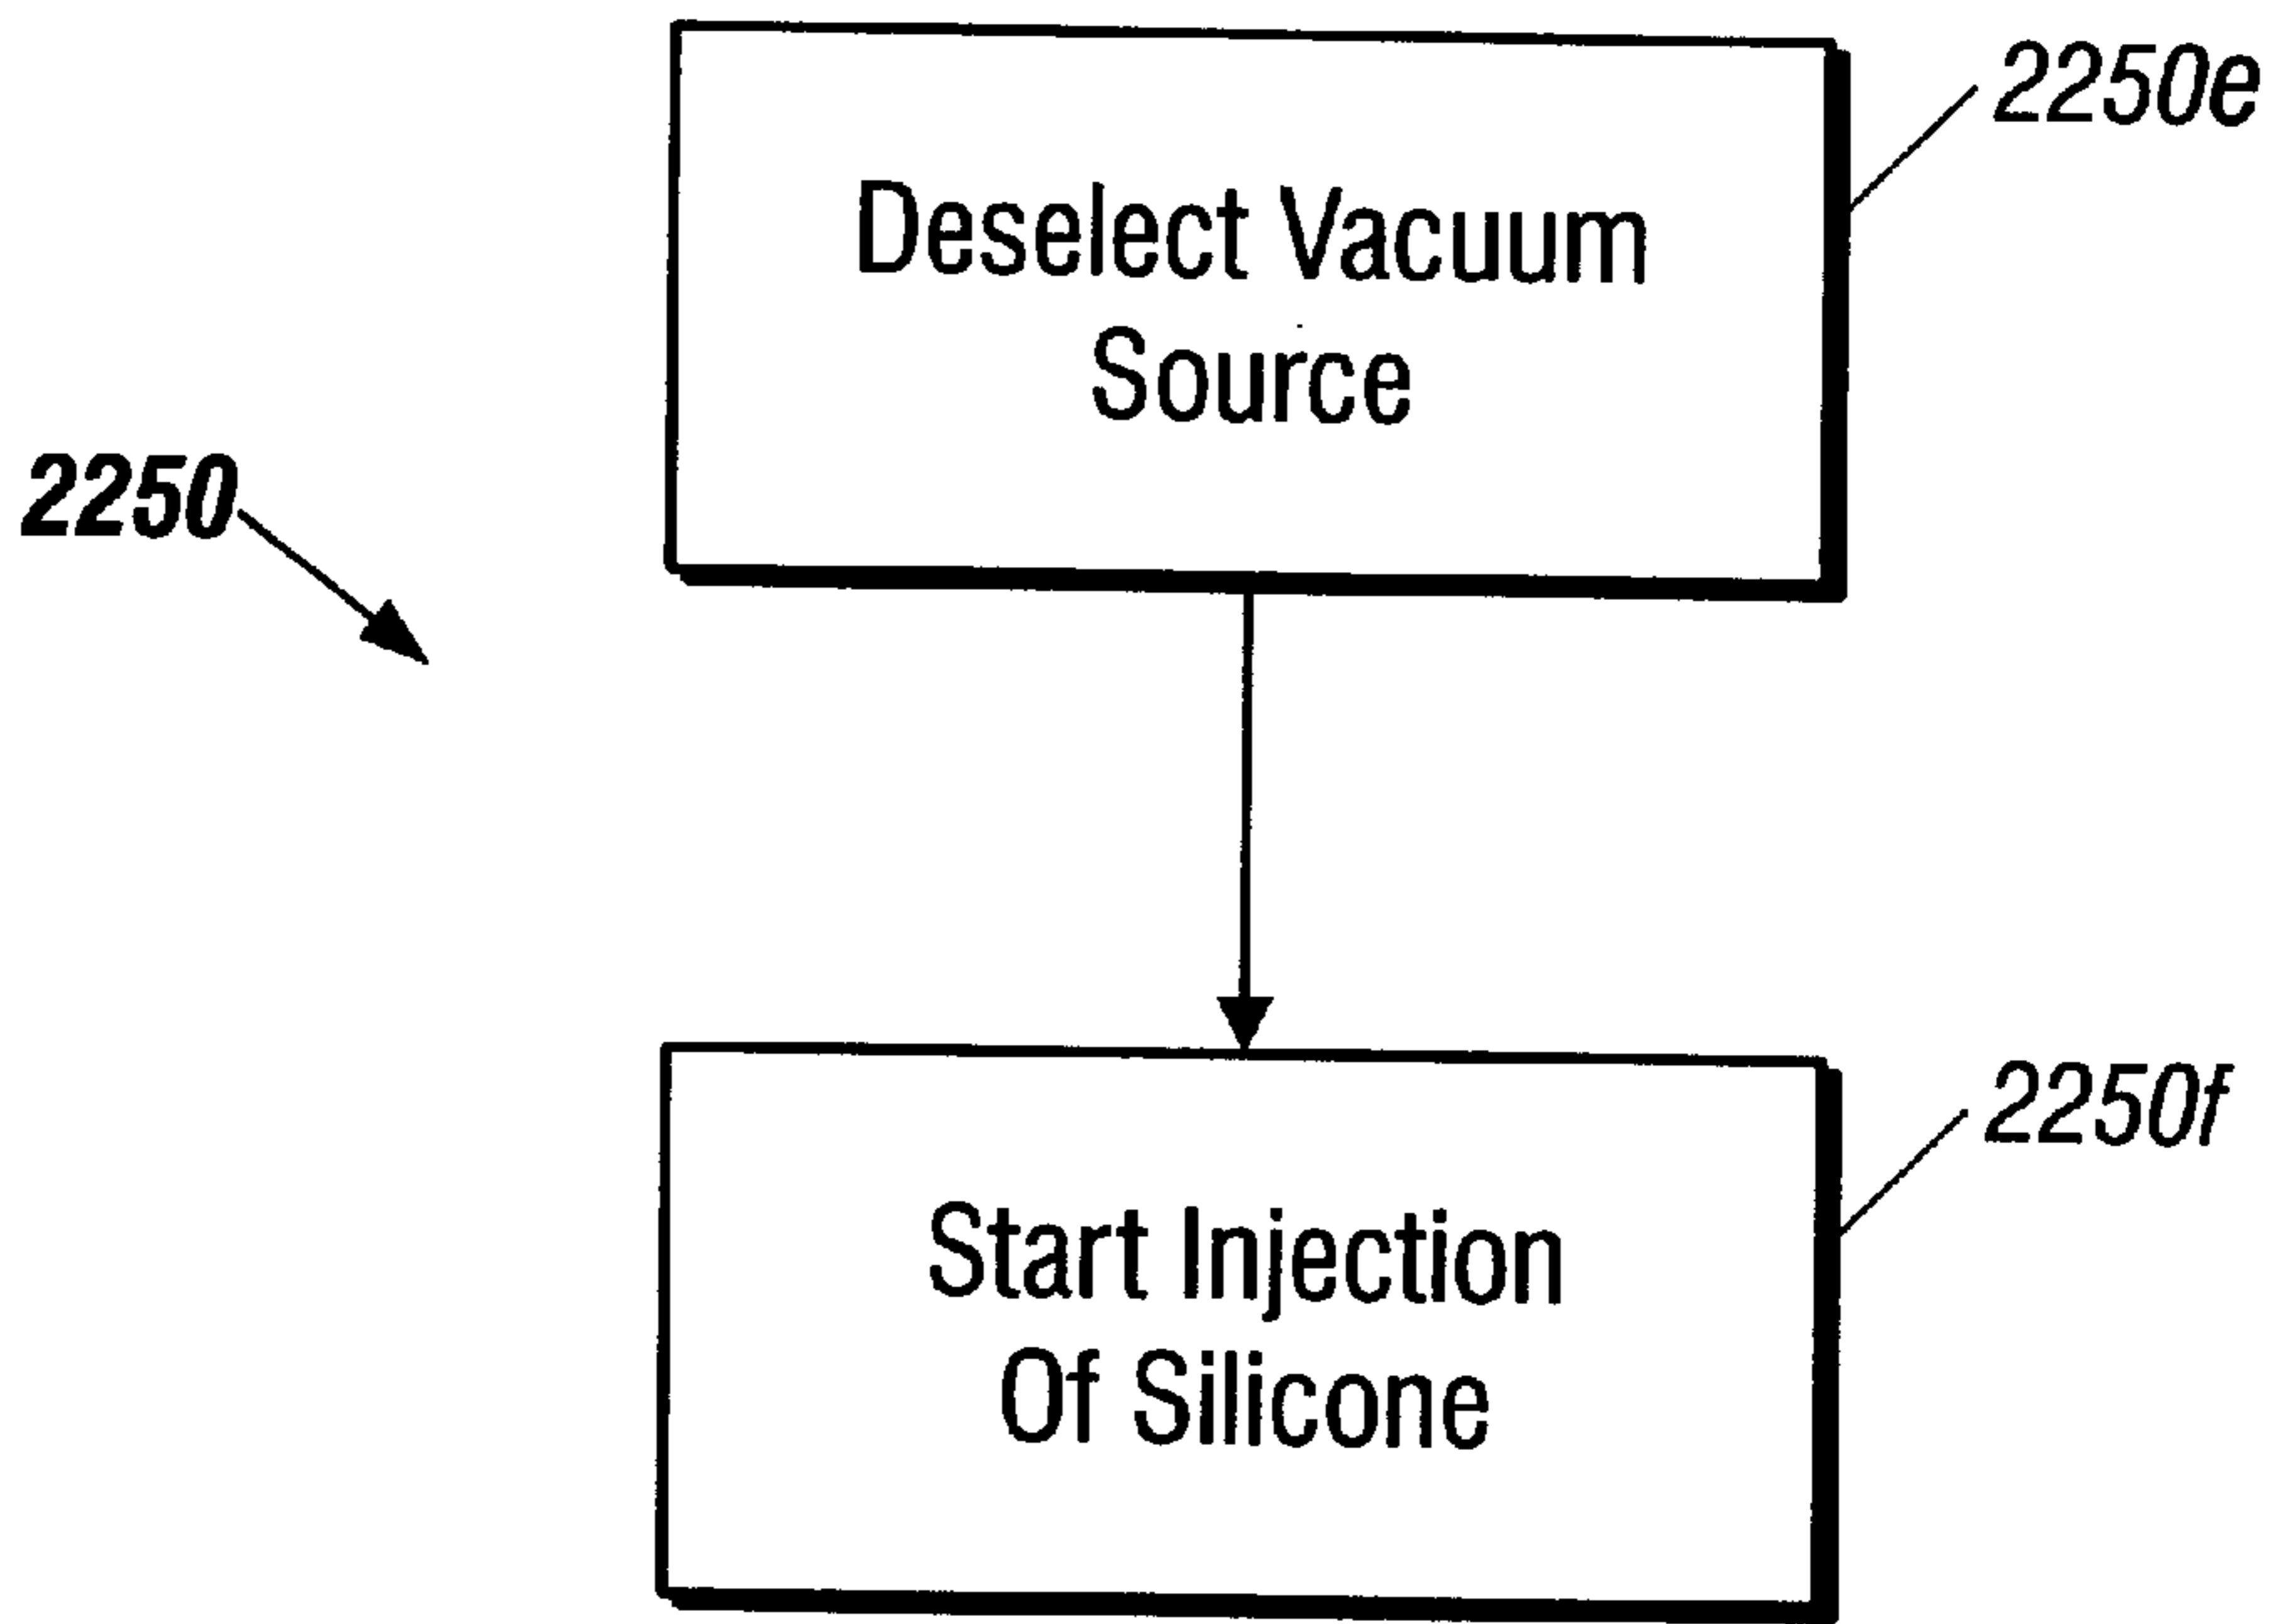 2250e
Deselect Vacuum
Source
2250
2250f
Start Injection
Of Silicone